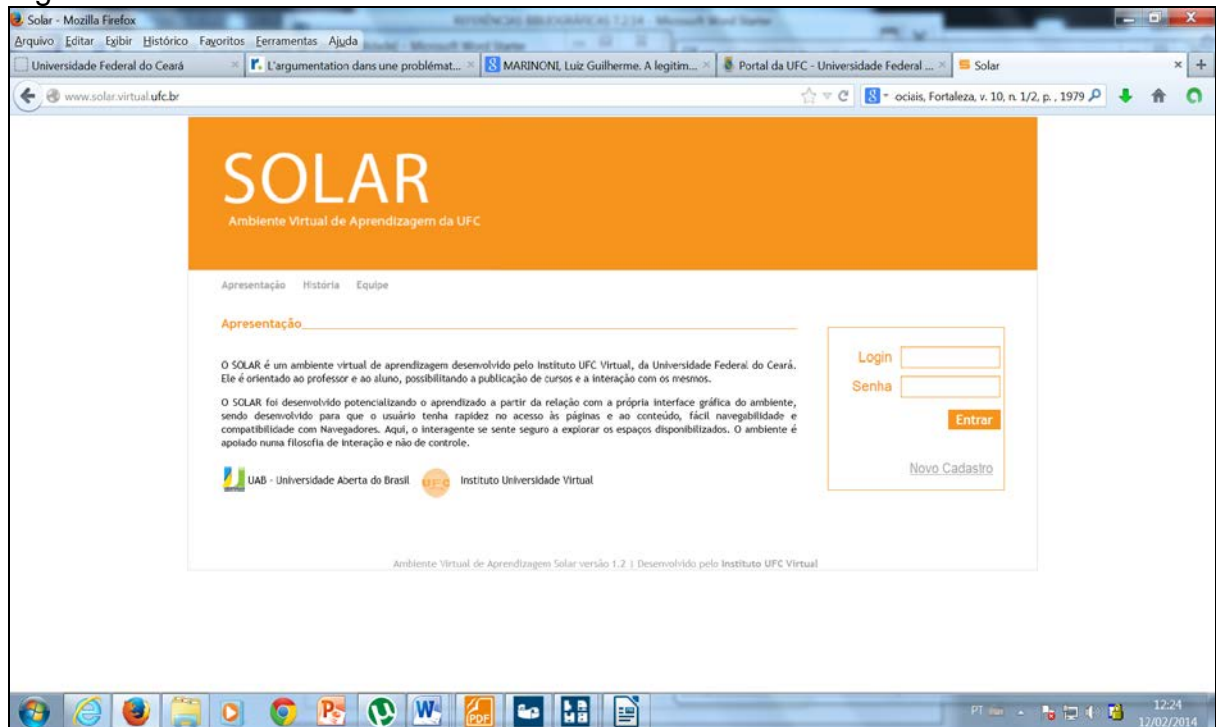 Solar - Mozilla Firefox
Arquivo Editar Exibir Histórico Favoritos Ferramentas Ajuda
Universidade Federal do Ceará
L'argumentation dans une problémat...
MARINONI, Luiz Guilherme. A legitim...
Portal da UFC - Universidade Federal ...
Solar
www.solar.virtual.ufc.br
ociais, Fortaleza, v. 10, n. 1/2, p. , 1979
SOLAR
Ambiente Virtual de Aprendizagem da UFC
Apresentação História Equipe
Apresentação
O SOLAR é um ambiente virtual de aprendizagem desenvolvido pelo Instituto UFC Virtual, da Universidade Federal do Ceará.
Ele é orientado ao professor e ao aluno, possibilitando a publicação de cursos e a interação com os mesmos.
O SOLAR foi desenvolvido potencializando o aprendizado a partir da relação com a própria interface gráfica do ambiente,
sendo desenvolvido para que o usuário tenha rapidez no acesso às páginas e ao conteúdo, fácil navegabilidade e
compatibilidade com Navegadores. Aqui, o interagente se sente seguro a explorar os espaços disponibilizados. O ambiente é
apoiado numa filosofia de interação e não de controle.
UAB - Universidade Aberta do Brasil
UFC
Instituto Universidade Virtual
Login
Senha
Entrar
Novo Cadastro
Ambiente Virtual de Aprendizagem Solar versão 1.2 | Desenvolvido pelo Instituto UFC Virtual
PDF
PT
12:24
12/02/2014